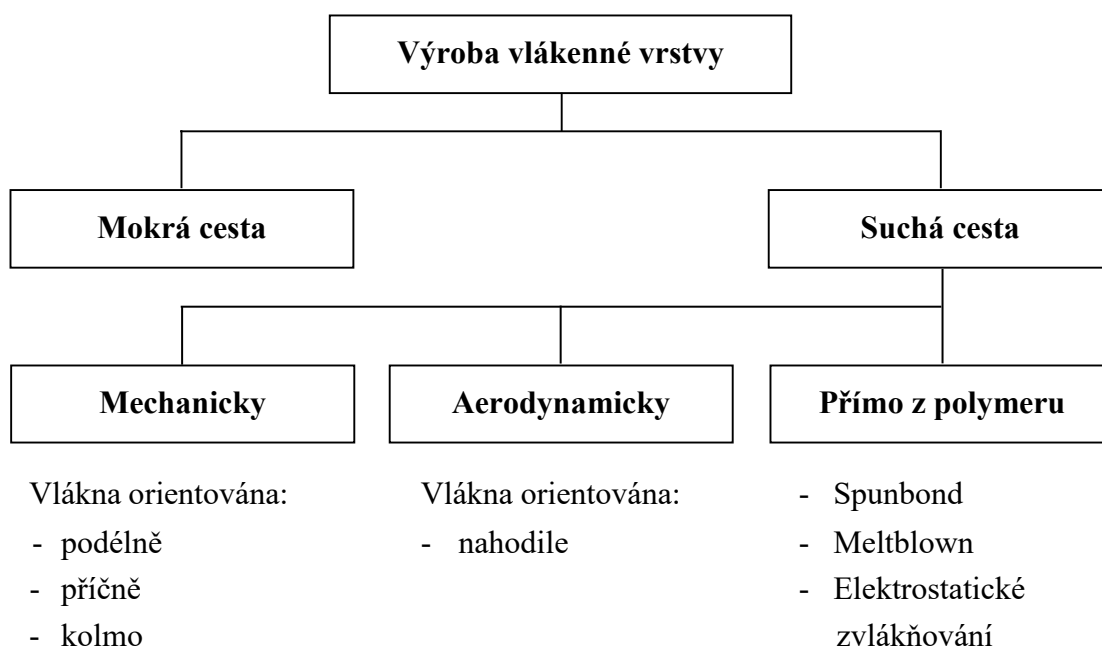 Výroba vlákenné vrstvy
Mokrá cesta
Suchá cesta
Mechanicky
Aerodynamicky
Přímo z polymeru
Vlákna orientována:
- podélně
- příčně
- kolmo
Vlákna orientována:
- nahodile
- Spunbond
- Meltblown
- Elektrostatické
zvlákňování